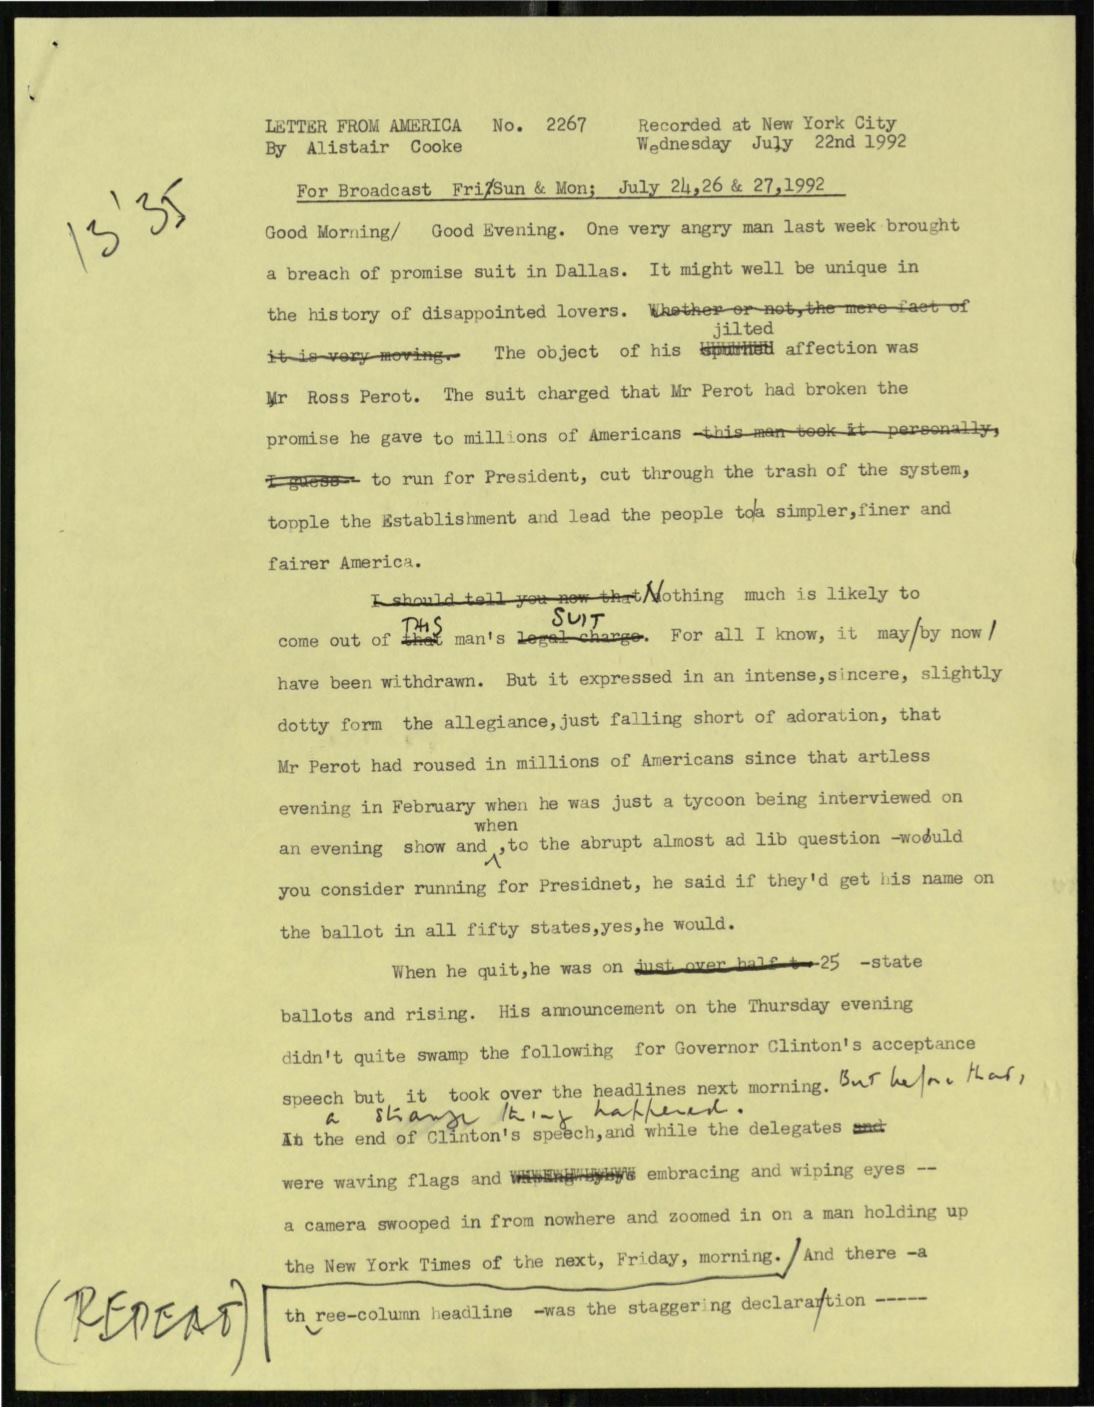 LETTER FROM AMERICA No. 2267 Recorded at New York City
By Alistair Cooke Wednesday July 22nd 1992
For Broadcast Fri/Sun & Mon; July 24,26 & 27,1992
13'35
Good Morning/ Good Evening. One very angry man last week brought
a breach of promise suit in Dallas. It might well be unique in
the history of disappointed lovers. Whether or not,the mere fact of
jilted
it is very moving. The object of his spurned affection was
Mr Ross Perot. The suit charged that Mr Perot had broken the
promise he gave to millions of Americans -this man took it personally,
I guess- to run for President, cut through the trash of the system,
topple the Establishment and lead the people to/a simpler,finer and
fairer America.
I should tell you now that Nothing much is likely to
THIS SUIT
come out of that man's legal charge. For all I know, it may/by now/
have been withdrawn. But it expressed in an intense,sincere, slightly
dotty form the allegiance,just falling short of adoration, that
Mr Perot had roused in millions of Americans since that artless
evening in February when he was just a tycoon being interviewed on
when
an evening show and ,to the abrupt almost ad lib question -would
you consider running for Presidnet, he said if they'd get his name on
the ballot in all fifty states,yes,he would.
When he quit,he was on just over half t 25 -state
ballots and rising. His announcement on the Thursday evening
didn't quite swamp the following for Governor Clinton's acceptance
speech but it took over the headlines next morning. But before that,
a strange thing happened.
At the end of Clinton's speech,and while the delegates and
were waving flags and embracing and wiping eyes --
a camera swooped in from nowhere and zoomed in on a man holding up
the New York Times of the next, Friday, morning. / And there -a
(REPEAT) three-column headline -was the staggering declarar/tion -----